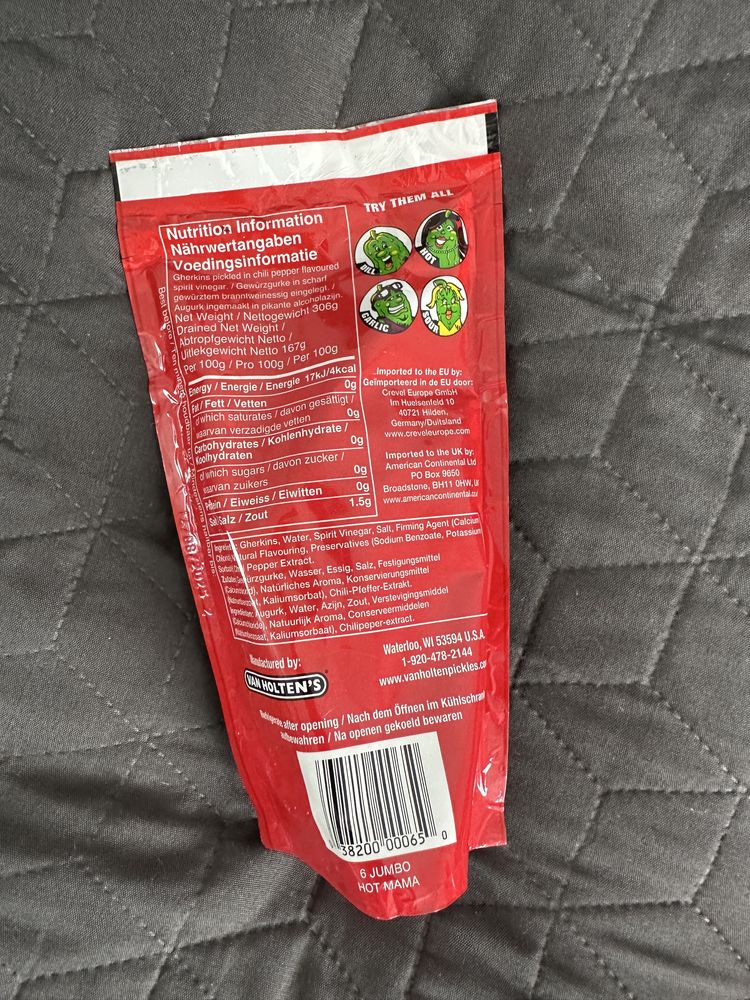 TRY THEM ALL
HOT
GARLIC
SOUR
Nutrition Information
Nährwertangaben
Voedingsinformatie
Gherkins pickled in chili pepper flavoured
spirit vinegar. / Gewürzgurke in scharf
gewürztem branntweinessig eingelegt. /
Augurk ingemaakt in pikante alcoholazijn.
Net Weight / Nettogewicht 306g
Drained Net Weight /
Abtropfgewicht Netto /
Uitlekgewicht Netto 167g
Per 100g / Pro 100g / Per 100g
Energy / Energie / Energie 17kJ/4kcal
Fat / Fett / Vetten 0g
of which saturates / davon gesättigt /
waarvan verzadigde vetten 0g
Carbohydrates / Kohlenhydrate /
Koolhydraten 0g
of which sugars / davon zucker /
waarvan zuikers 0g
/ Eiweiss / Eiwitten 0g
Salz / Zout 1.5g
Best before /
Imported to the EU by:
Geïmporteerd in de EU door:
Crevel Europe GmbH
Im Huelsenfeld 10
40721 Hilden,
Germany/Duitsland
www.creveleurope.com
Imported to the UK by:
American Continental Ltd
PO Box 9650
Broadstone, BH11 0HW,
www.americancontinental.co
Gherkins, Water, Spirit Vinegar, Salt, Firming Agent (Calcium
Natural Flavouring, Preservatives (Sodium Benzoate, Potassium
Pepper Extract.
Wasser, Essig, Salz, Festigungsmittel
Natürliches Aroma, Konservierungsmittel
Kaliumsorbat), Chili-Pfeffer-Extrakt.
Augurk, Water, Azijn, Zout, Verstevigingsmiddel
Natuurlijk Aroma, Conserveermiddelen
Kaliumsorbaat), Chilipeper-extract.
Manufactured by:
VAN HOLTEN'S
Waterloo, WI 53594 U.S.A.
1-920-478-2144
www.vanholtenpickles.co
Refrigerate after opening / Nach dem Öffnen im Kühlschrank
aufbewahren / Na openen gekoeld bewaren
38200 00065 0
6 JUMBO
HOT MAMA